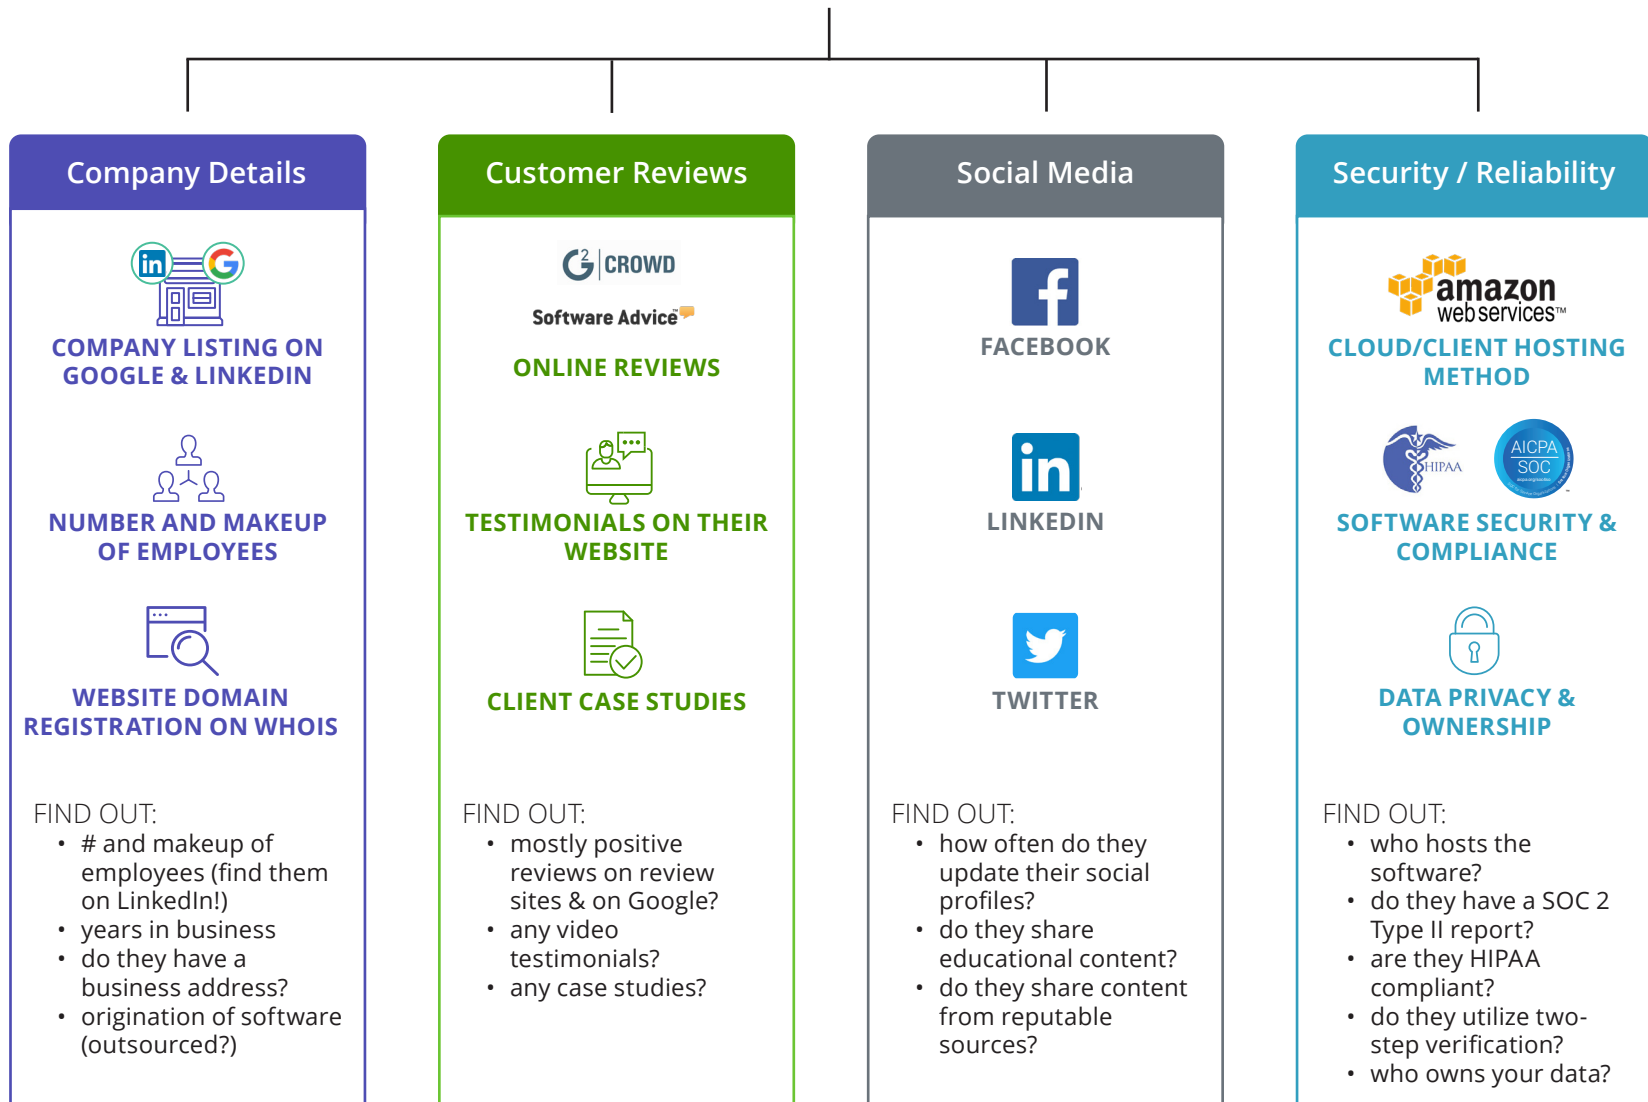 Company Details
in
G
COMPANY LISTING ON
GOOGLE & LINKEDIN
NUMBER AND MAKEUP
OF EMPLOYEES
WEBSITE DOMAIN
REGISTRATION ON WHOIS
FIND OUT:
• # and makeup of
employees (find them
on LinkedIn!)
• years in business
• do they have a
business address?
• origination of software
(outsourced?)
Customer Reviews
G2 CROWD
Software Advice™
ONLINE REVIEWS
TESTIMONIALS ON THEIR
WEBSITE
CLIENT CASE STUDIES
FIND OUT:
• mostly positive
reviews on review
sites & on Google?
• any video
testimonials?
• any case studies?
Social Media
f
FACEBOOK
in
LINKEDIN
TWITTER
FIND OUT:
• how often do they
update their social
profiles?
• do they share
educational content?
• do they share content
from reputable
sources?
Security / Reliability
amazon
web services™
CLOUD/CLIENT HOSTING
METHOD
HIPAA
AICPA
SOC
SOFTWARE SECURITY &
COMPLIANCE
DATA PRIVACY &
OWNERSHIP
FIND OUT:
• who hosts the
software?
• do they have a SOC 2
Type II report?
• are they HIPAA
compliant?
• do they utilize two-
step verification?
• who owns your data?